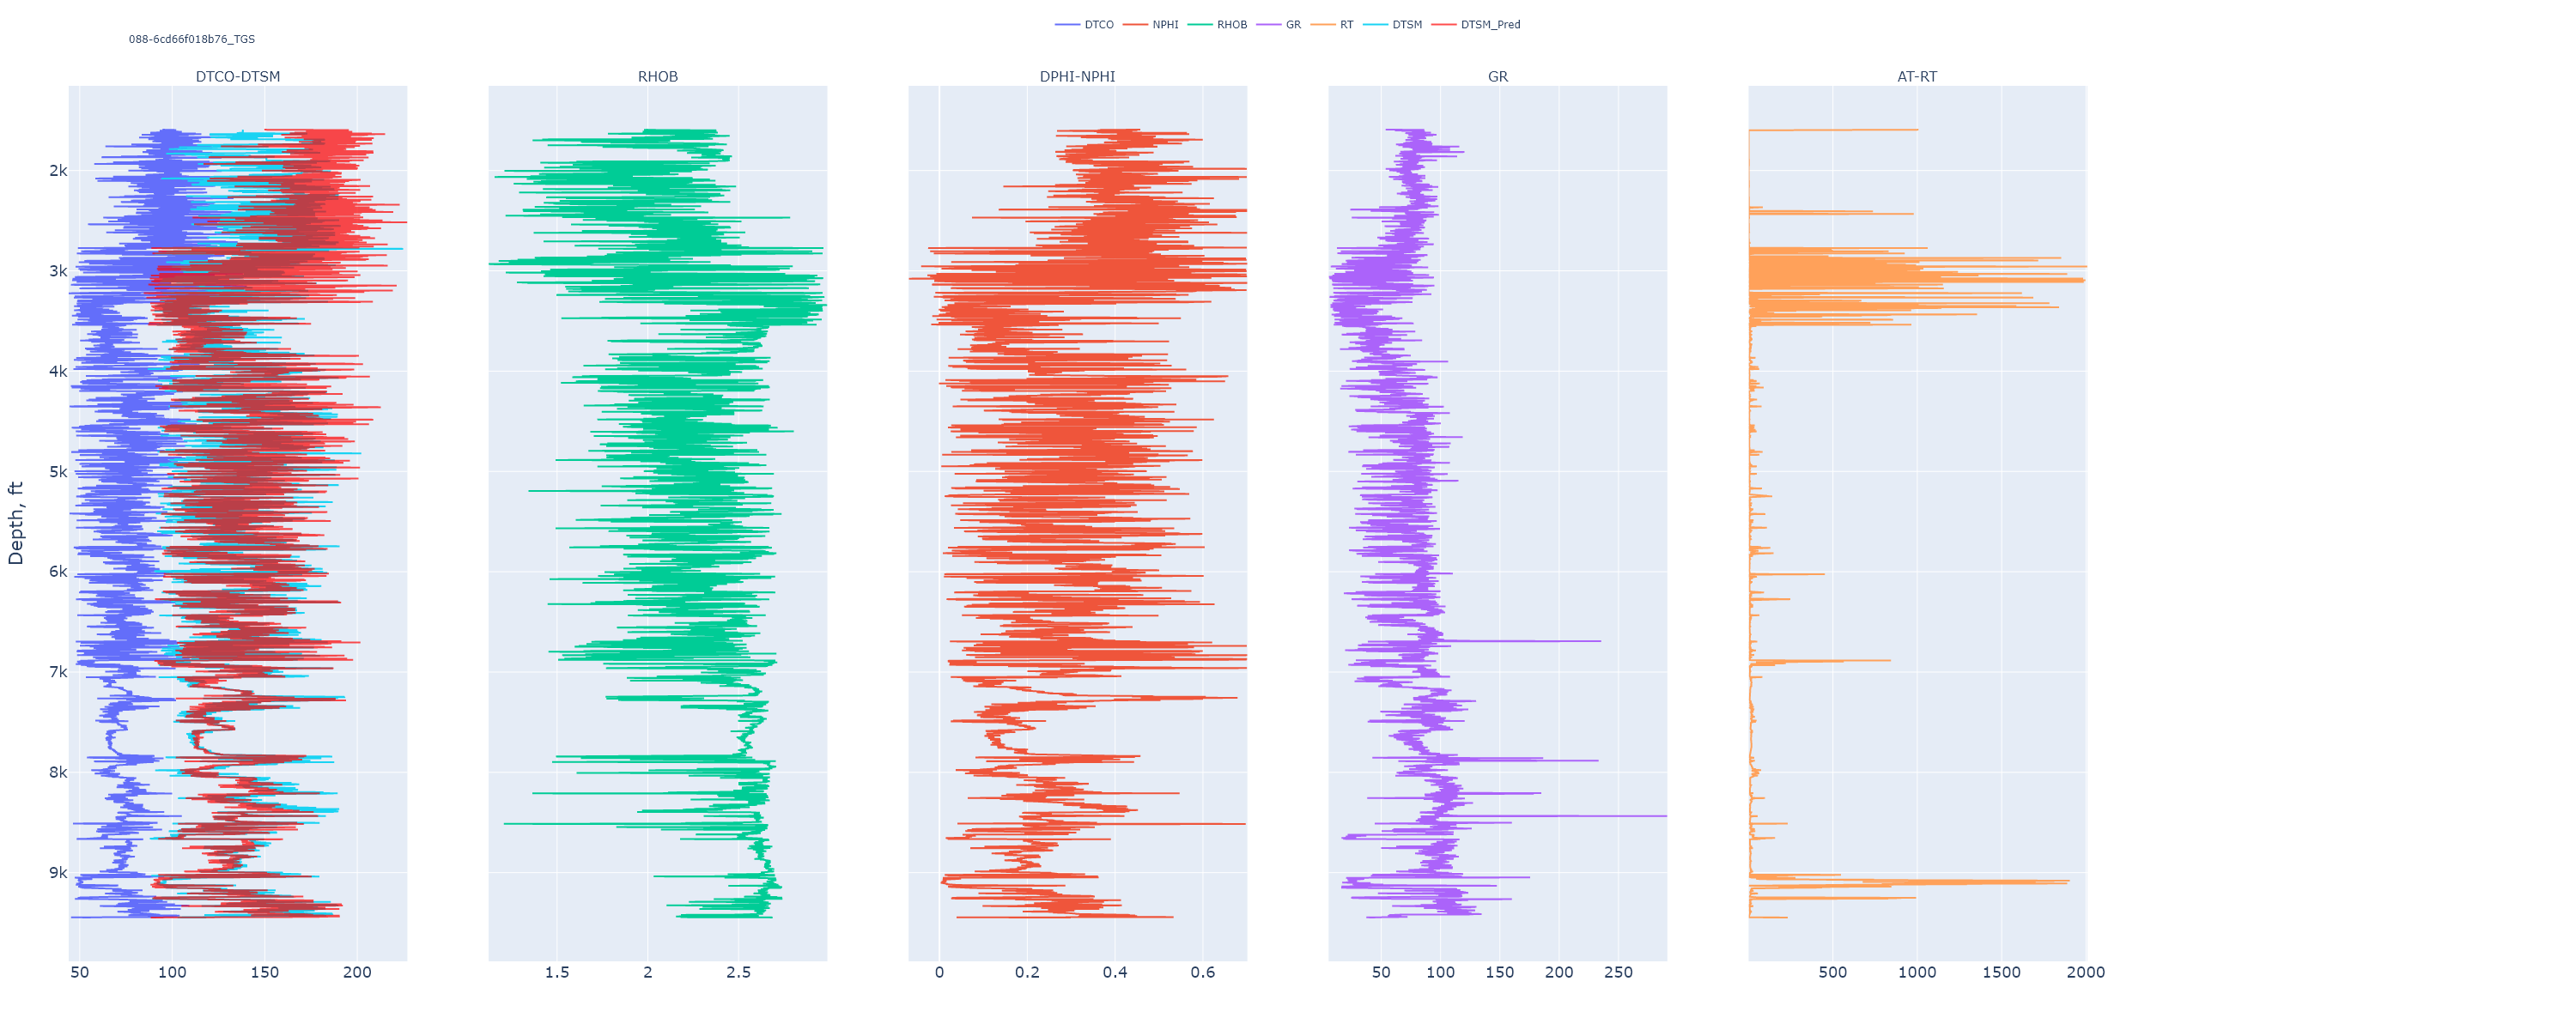 DTCO NPHI RHOB GR RT DTSM DTSM_Pred
088-6cd66f018b76_TGS
DTCO-DTSM RHOB DPHI-NPHI GR AT-RT
2k
3k
4k
5k
6k
7k
8k
9k
Depth, ft
50 100 150 200 1.5 2 2.5 0 0.2 0.4 0.6 50 100 150 200 250 500 1000 1500 2000